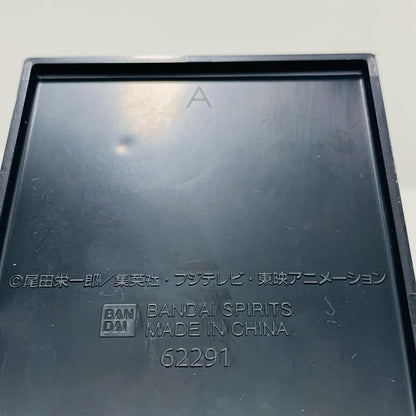 A
©尾田栄一郎／集英社・フジテレビ・東映アニメーション
BAN DAI BANDAI SPIRITS
MADE IN CHINA
62291